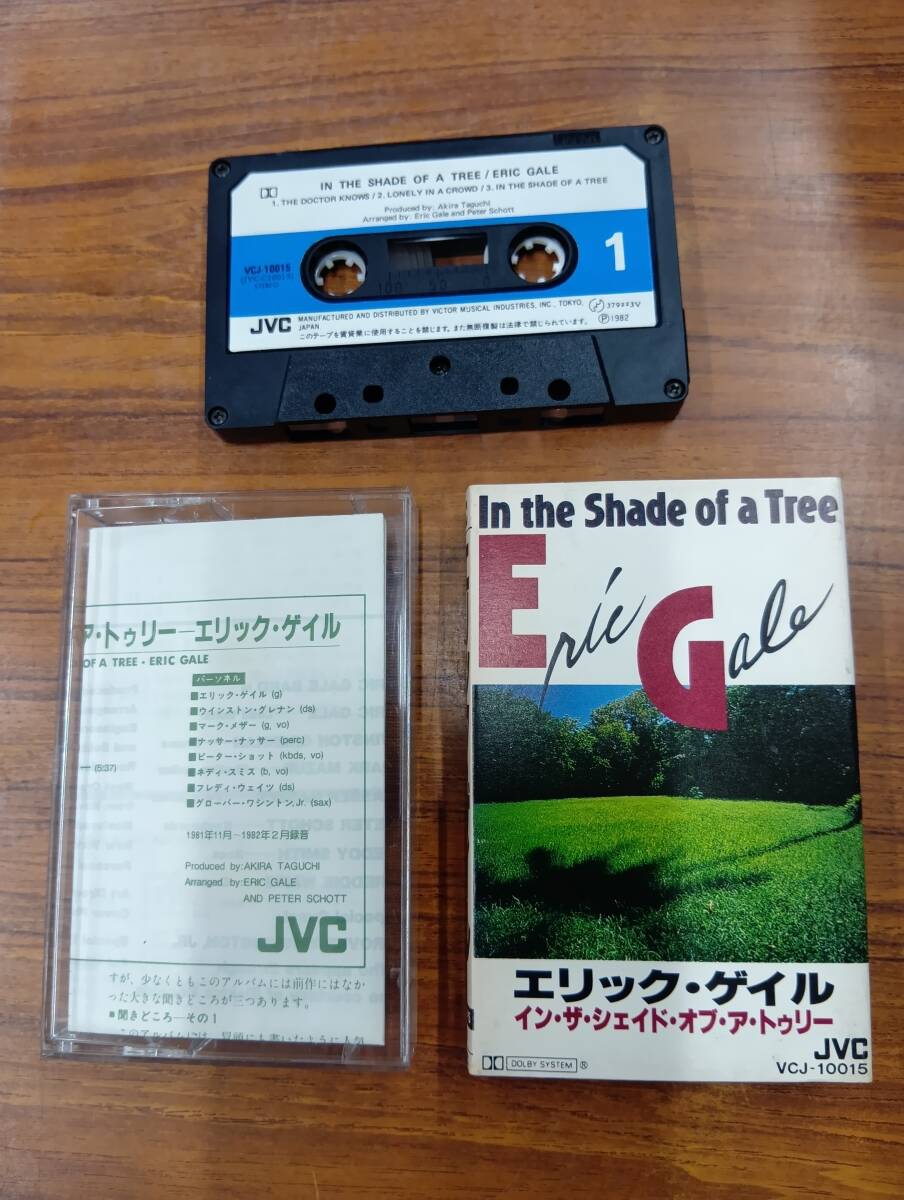 IN THE SHADE OF A TREE / ERIC GALE
1. THE DOCTOR KNOWS / 2. LONELY IN A CROWD / 3. IN THE SHADE OF A TREE
Produced by: Akira Taguchi
Arranged by: Eric Gale and Peter Schott
VCJ-10015
STEREO
1
100 50 0
JVC
MANUFACTURED AND DISTRIBUTED BY VICTOR MUSICAL INDUSTRIES, INC., TOKYO,
JAPAN
このテープを賃貸業に使用することを禁じます。また無断複製は法律で禁じられています。
Ⓟ1982
ア・トゥリー—エリック・ゲイル
OF A TREE・ERIC GALE
パーソネル
■エリック・ゲイル (g)
■ウインストン・グレナン (ds)
■マーク・メザー (g, vo)
■ナッサー・ナッサー (perc)
■ピーター・ショット (kbds, vo)
■ネディ・スミス (b, vo)
■フレディ・ウェイツ (ds)
■グローバー・ワシントン, Jr. (sax)
(5:37)
1981年11月—1982年2月録音
Produced by: AKIRA TAGUCHI
Arranged by: ERIC GALE
AND PETER SCHOTT
JVC
すが、少なくともこのアルバムには前作にはなか
った大きな聞きどころが三つあります。
■聞きどころ—その1
In the Shade of a Tree
Eric Gale
エリック・ゲイル
イン・ザ・シェイド・オブ・ア・トゥリー
JVC
VCJ-10015
DOLBY SYSTEM ®